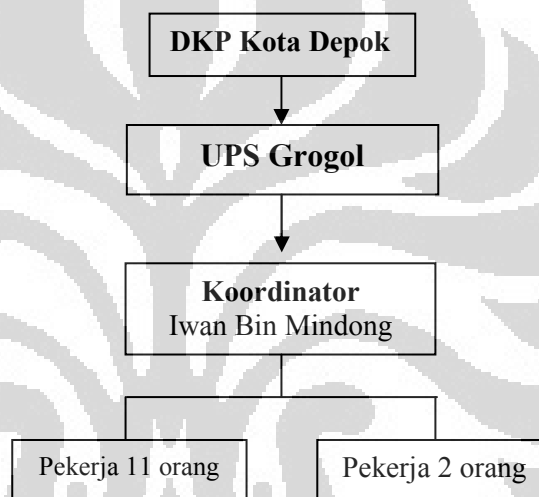 DKP Kota Depok
UPS Grogol
Koordinator
Iwan Bin Mindong
Pekerja 11 orang
Pekerja 2 orang